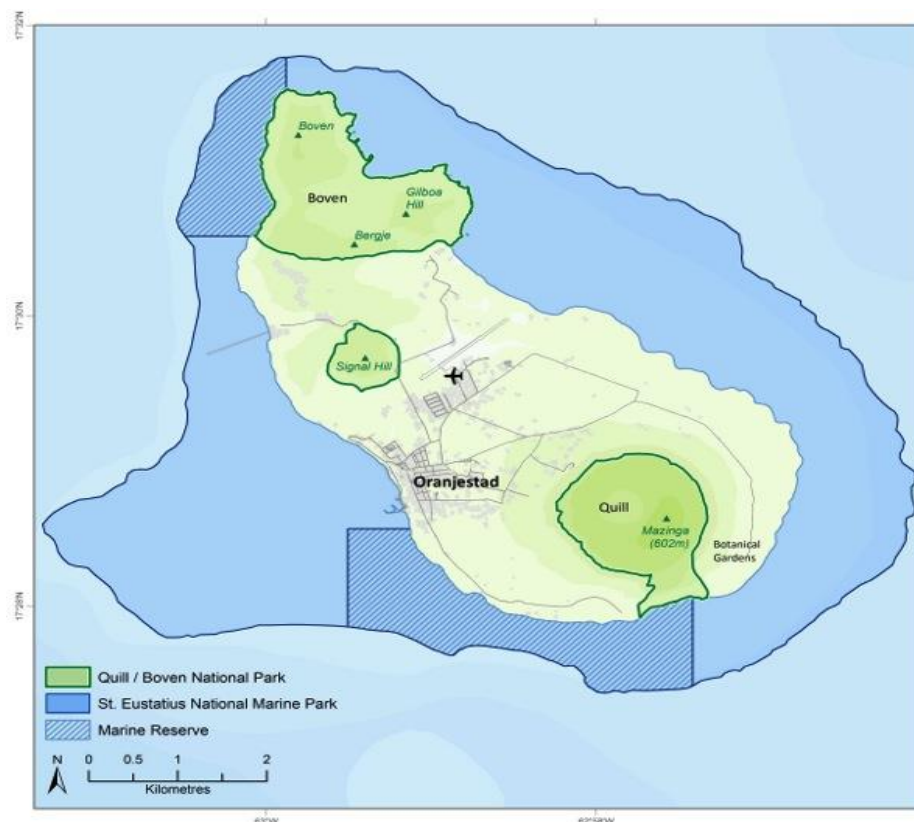 17°32'N
Boven
Boven
Gilboa
Hill
Bergje
17°30'N
Signal Hill
Oranjestad
Quill
Mazinga
(602m)
Botanical
Gardens
17°28'N
Quill / Boven National Park
St. Eustatius National Marine Park
Marine Reserve
N
0 0.5 1 2
Kilometres